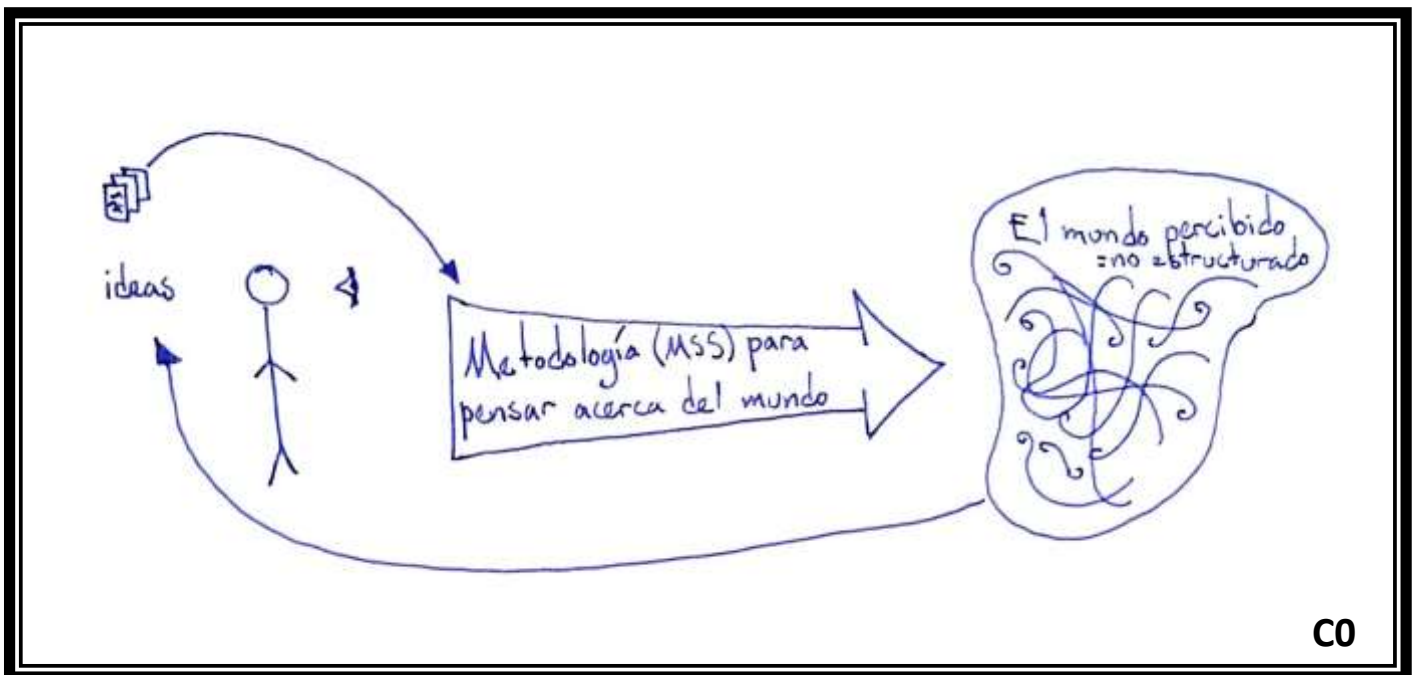 ideas
El mundo percibido
=no estructurado
Metodología (MSS) para
pensar acerca del mundo
C0